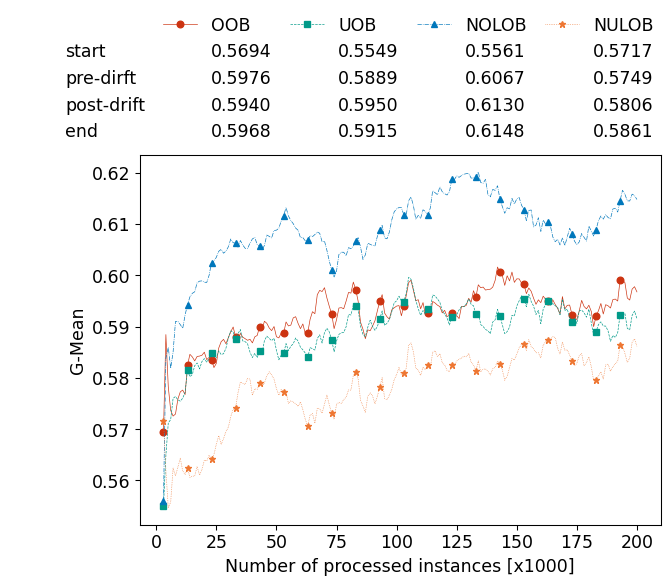 OOB UOB NOLOB NULOB
start 0.5694 0.5549 0.5561 0.5717
pre-dirft 0.5976 0.5889 0.6067 0.5749
post-drift 0.5940 0.5950 0.6130 0.5806
end 0.5968 0.5915 0.6148 0.5861
0.62
0.61
0.60
0.59
0.58
0.57
0.56
G-Mean
0 25 50 75 100 125 150 175 200
Number of processed instances [x1000]